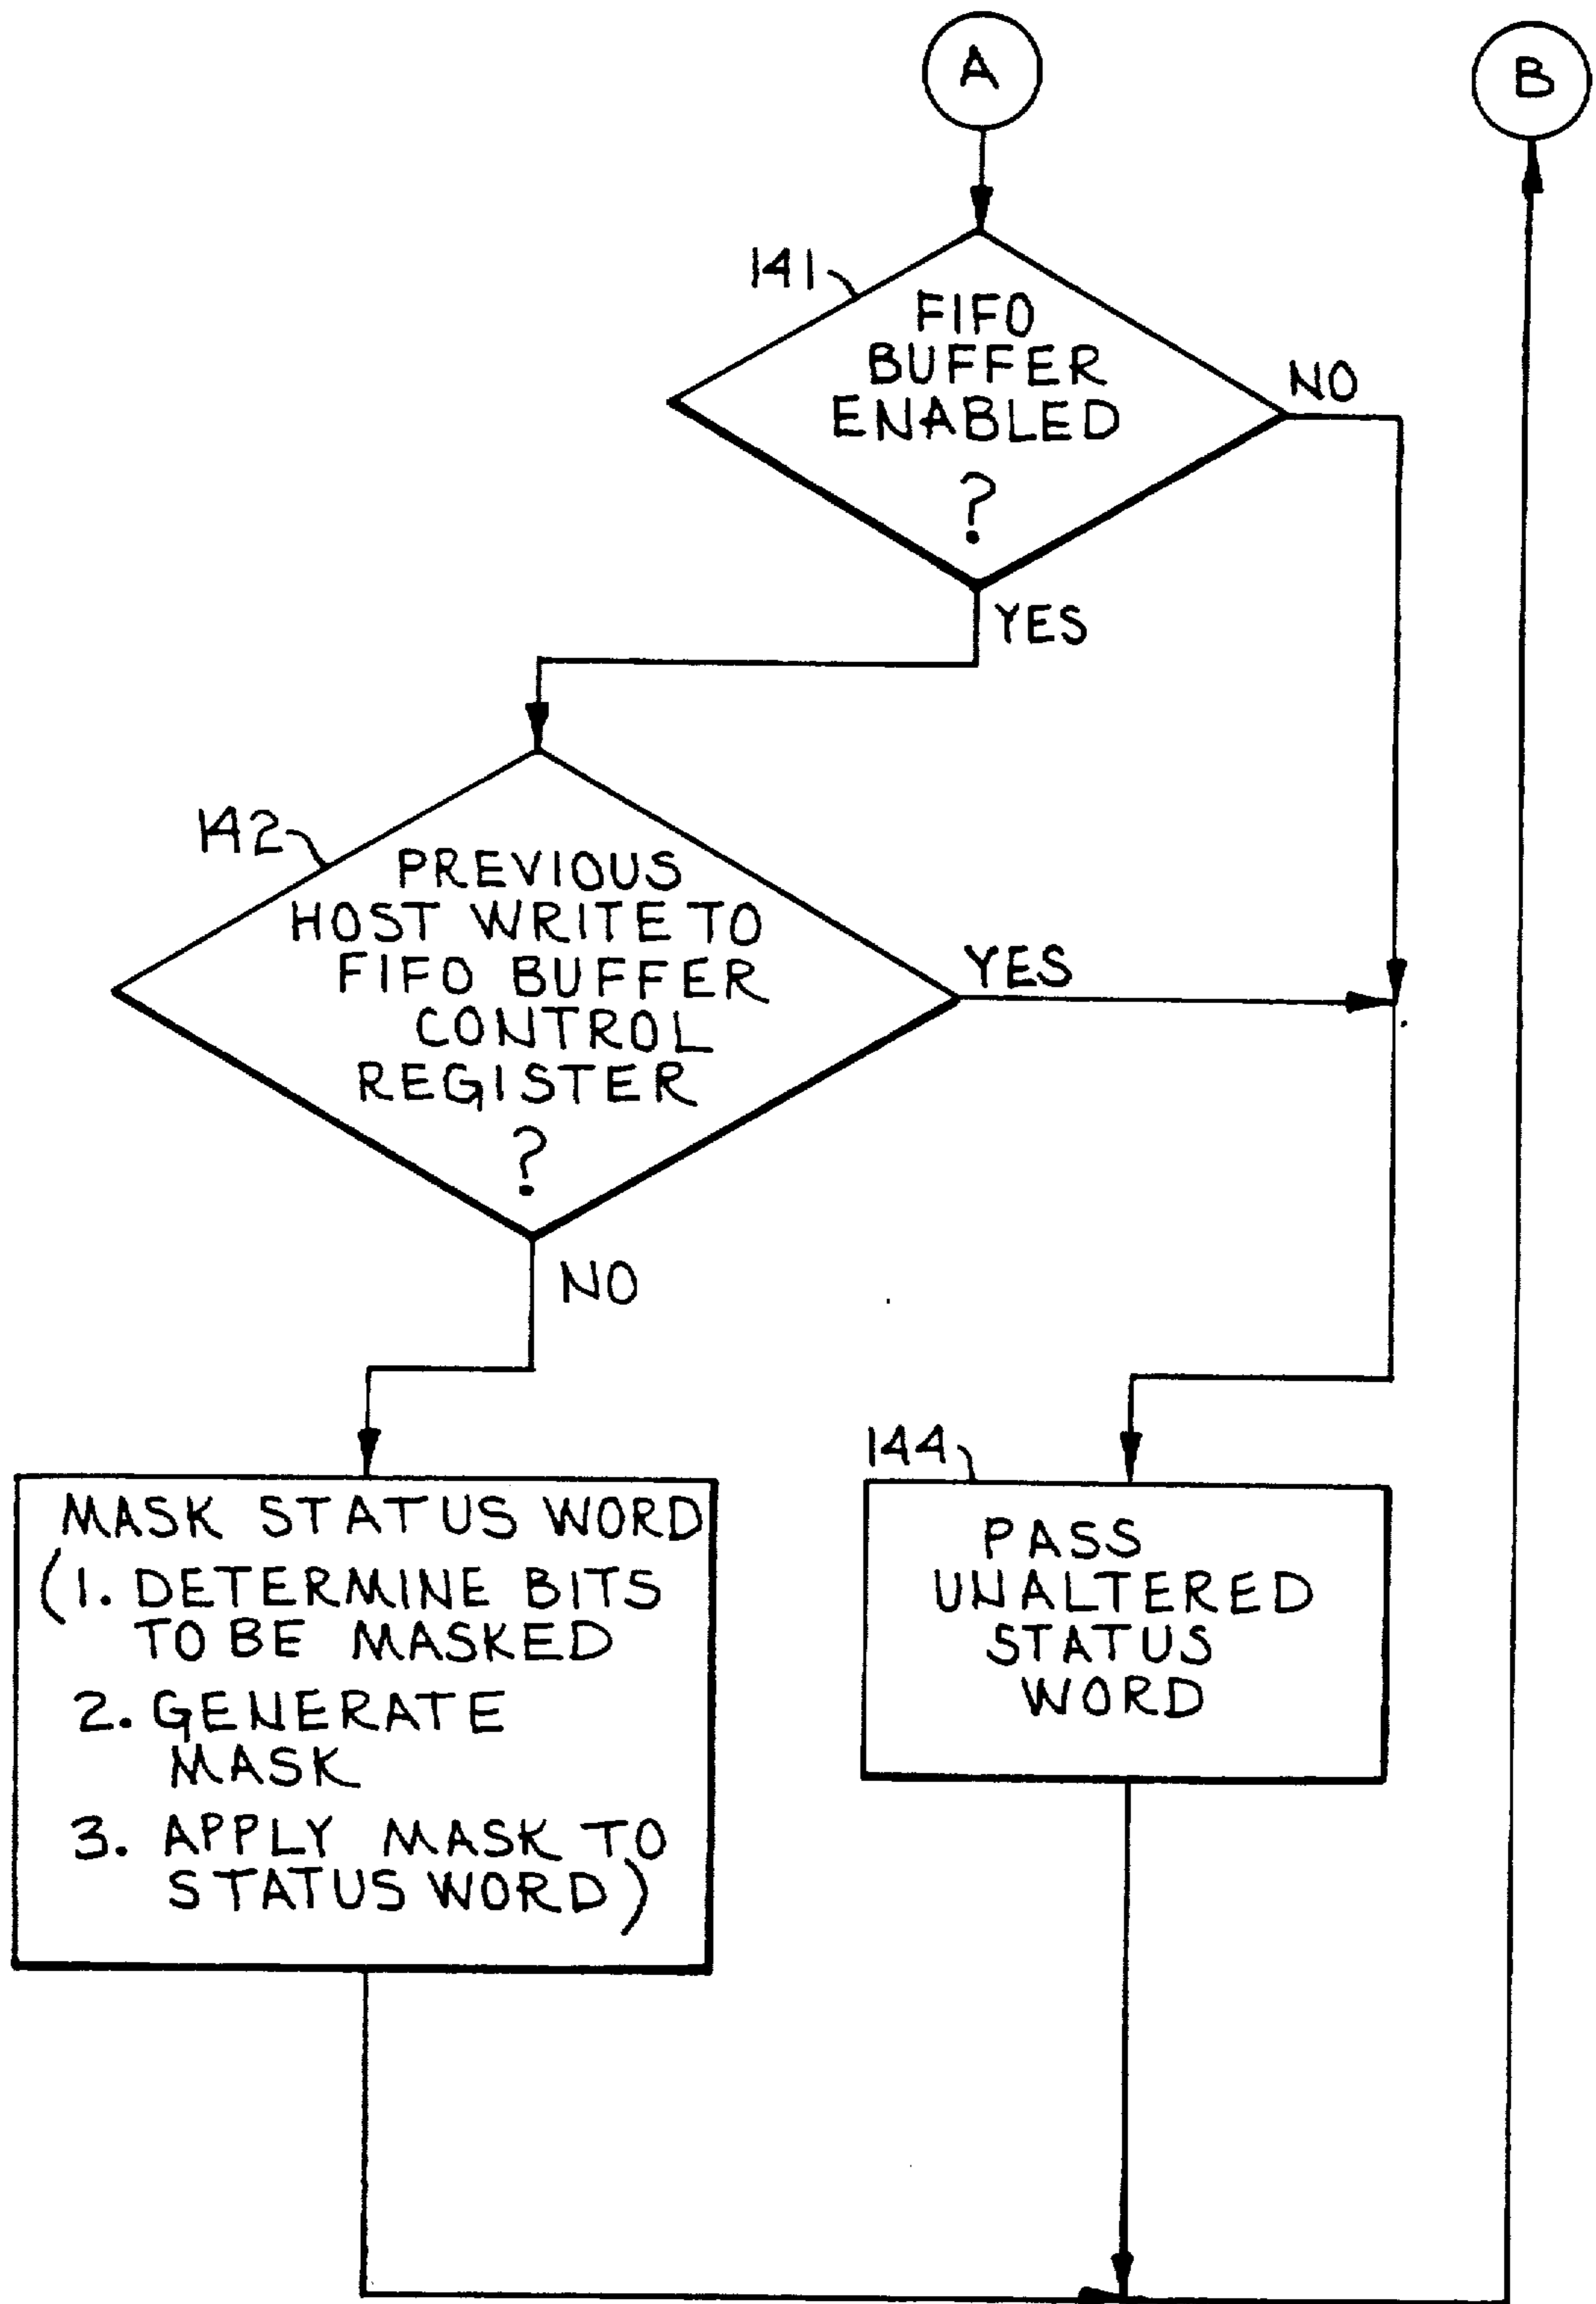 A
B
141
FIFO
BUFFER
ENABLED
?
NO
YES
142
PREVIOUS
HOST WRITE TO
FIFO BUFFER
CONTROL
REGISTER
?
YES
NO
MASK STATUS WORD
(1. DETERMINE BITS
TO BE MASKED
2. GENERATE
MASK
3. APPLY MASK TO
STATUS WORD)
144
PASS
UNALTERED
STATUS
WORD